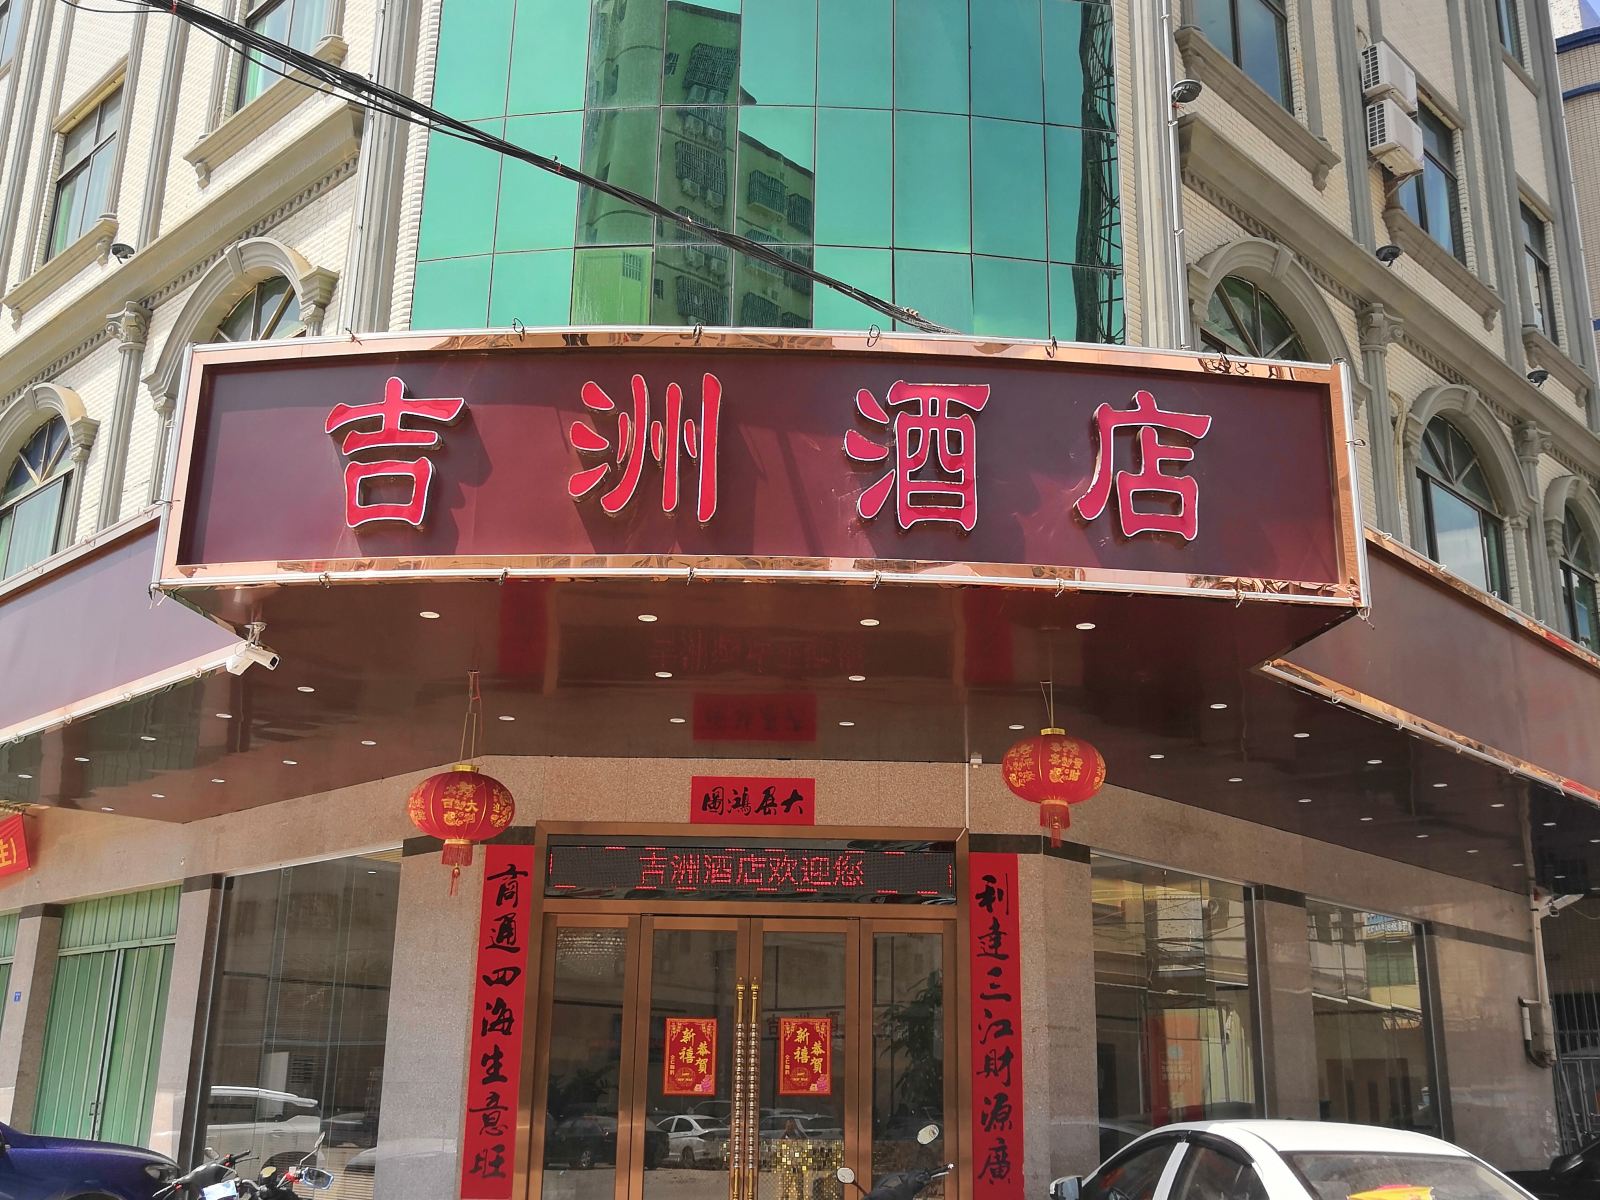 吉洲酒店
大展鴻圖
吉洲酒店欢迎您
利達三江財源廣
商通四海生意旺
恭賀
新禧
恭賀
新禧